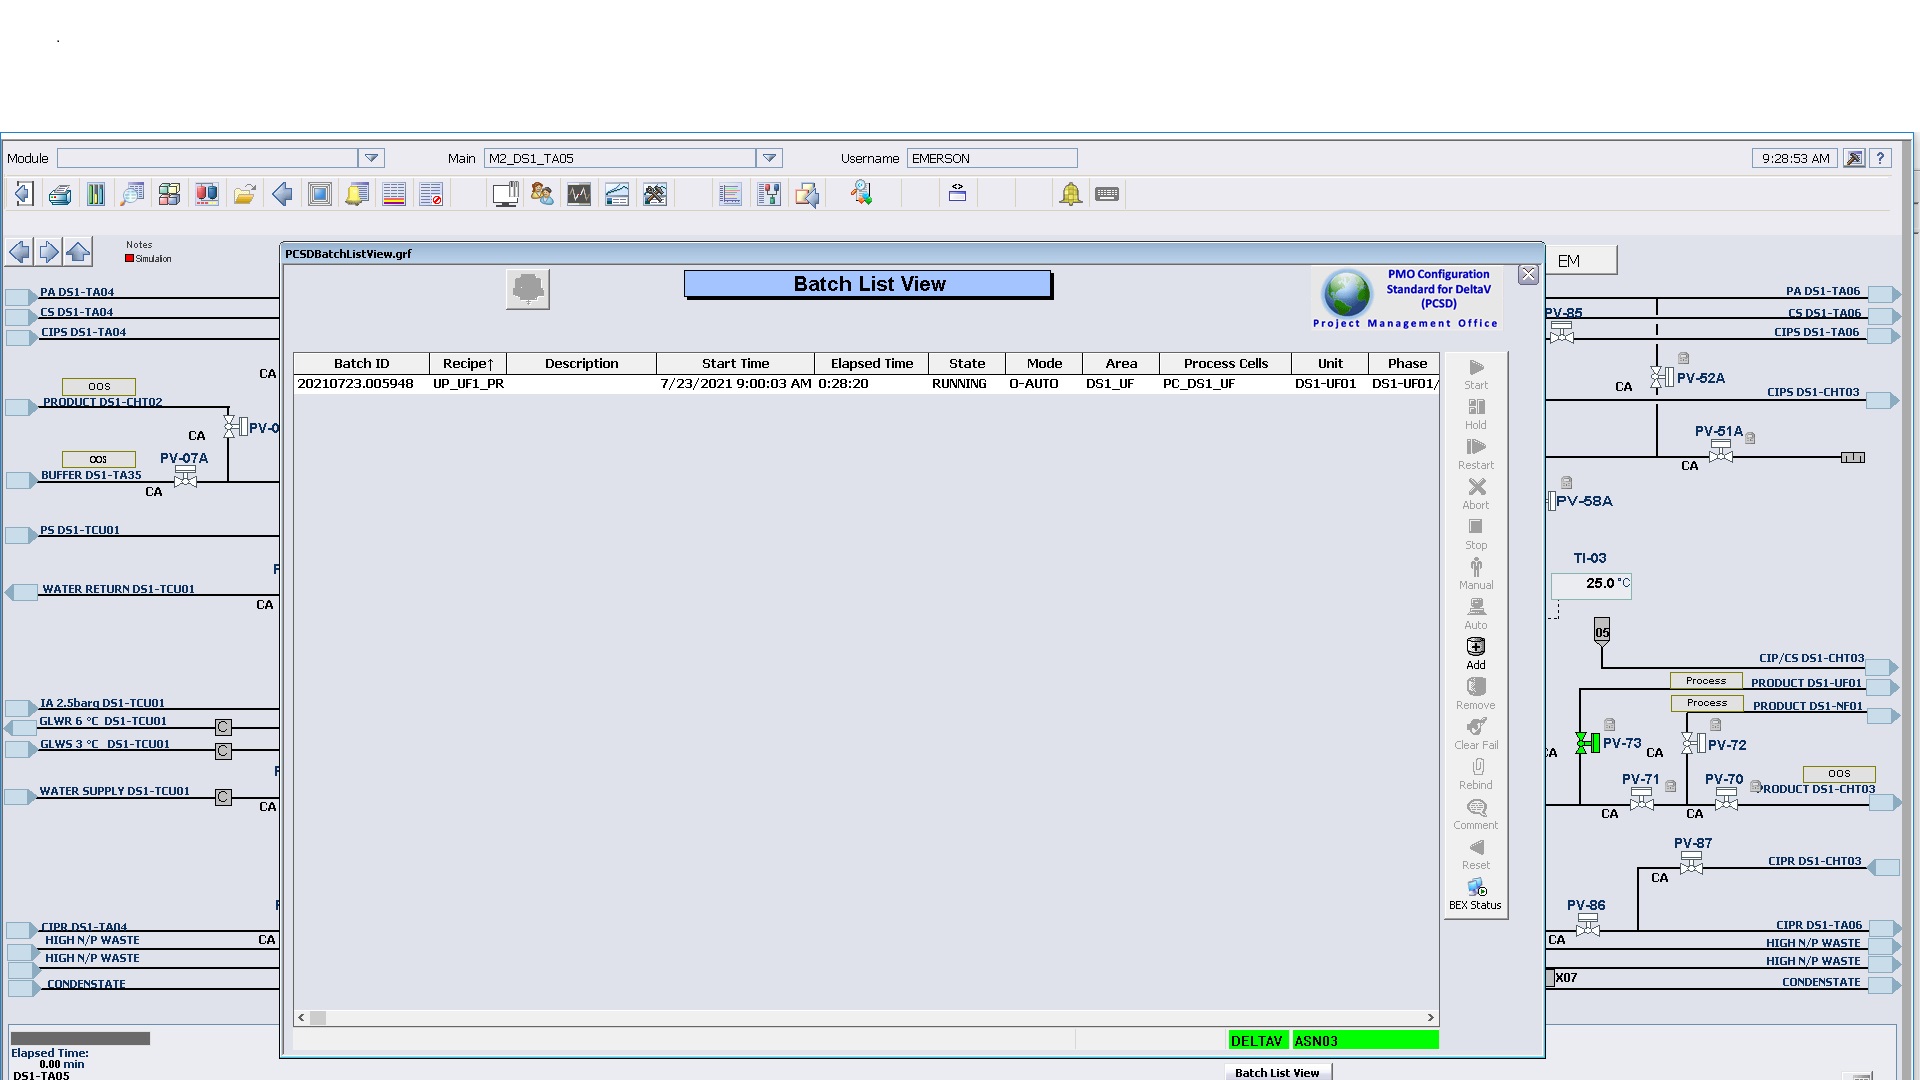 Module
Main M2_DS1_TA05
Username EMERSON
9:28:53 AM
?
Notes
Simulation
PCSDBatchListView.grf
Batch List View
PMO Configuration
Standard for DeltaV
(PCSD)
Project Management Office
EM
Batch ID Recipe↑ Description Start Time Elapsed Time State Mode Area Process Cells Unit Phase
20210723.005948 UP_UF1_PR 7/23/2021 9:00:03 AM 0:28:20 RUNNING O-AUTO DS1_UF PC_DS1_UF DS1-UF01 DS1-UF01/
Start
Hold
Restart
Abort
Stop
Manual
Auto
Add
Remove
Clear Fail
Rebind
Comment
Reset
BEX Status
DELTAV ASN03
PA DS1-TA04
CS DS1-TA04
CIPS DS1-TA04
CA
OOS
PRODUCT DS1-CHT02
PV-0
CA
OOS
PV-07A
BUFFER DS1-TA35
CA
PS DS1-TCU01
WATER RETURN DS1-TCU01
CA
IA 2.5barg DS1-TCU01
GLWR 6 °C DS1-TCU01
C
GLWS 3 °C DS1-TCU01
C
WATER SUPPLY DS1-TCU01
C
CA
CIPR DS1-TA04
HIGH N/P WASTE
CA
HIGH N/P WASTE
CONDENSTATE
Elapsed Time:
0.00 min
DS1-TA05
PA DS1-TA06
PV-85
CS DS1-TA06
CIPS DS1-TA06
PV-52A
CA
CIPS DS1-CHT03
PV-51A
CA
PV-58A
TI-03
25.0 °C
05
CIP/CS DS1-CHT03
Process
PRODUCT DS1-UF01
Process
PRODUCT DS1-NF01
PV-73
CA
PV-72
CA
OOS
PV-71
PV-70
PRODUCT DS1-CHT03
CA
CA
PV-87
CIPR DS1-CHT03
CA
PV-86
CIPR DS1-TA06
CA
HIGH N/P WASTE
HIGH N/P WASTE
X07
CONDENSTATE
Batch List View